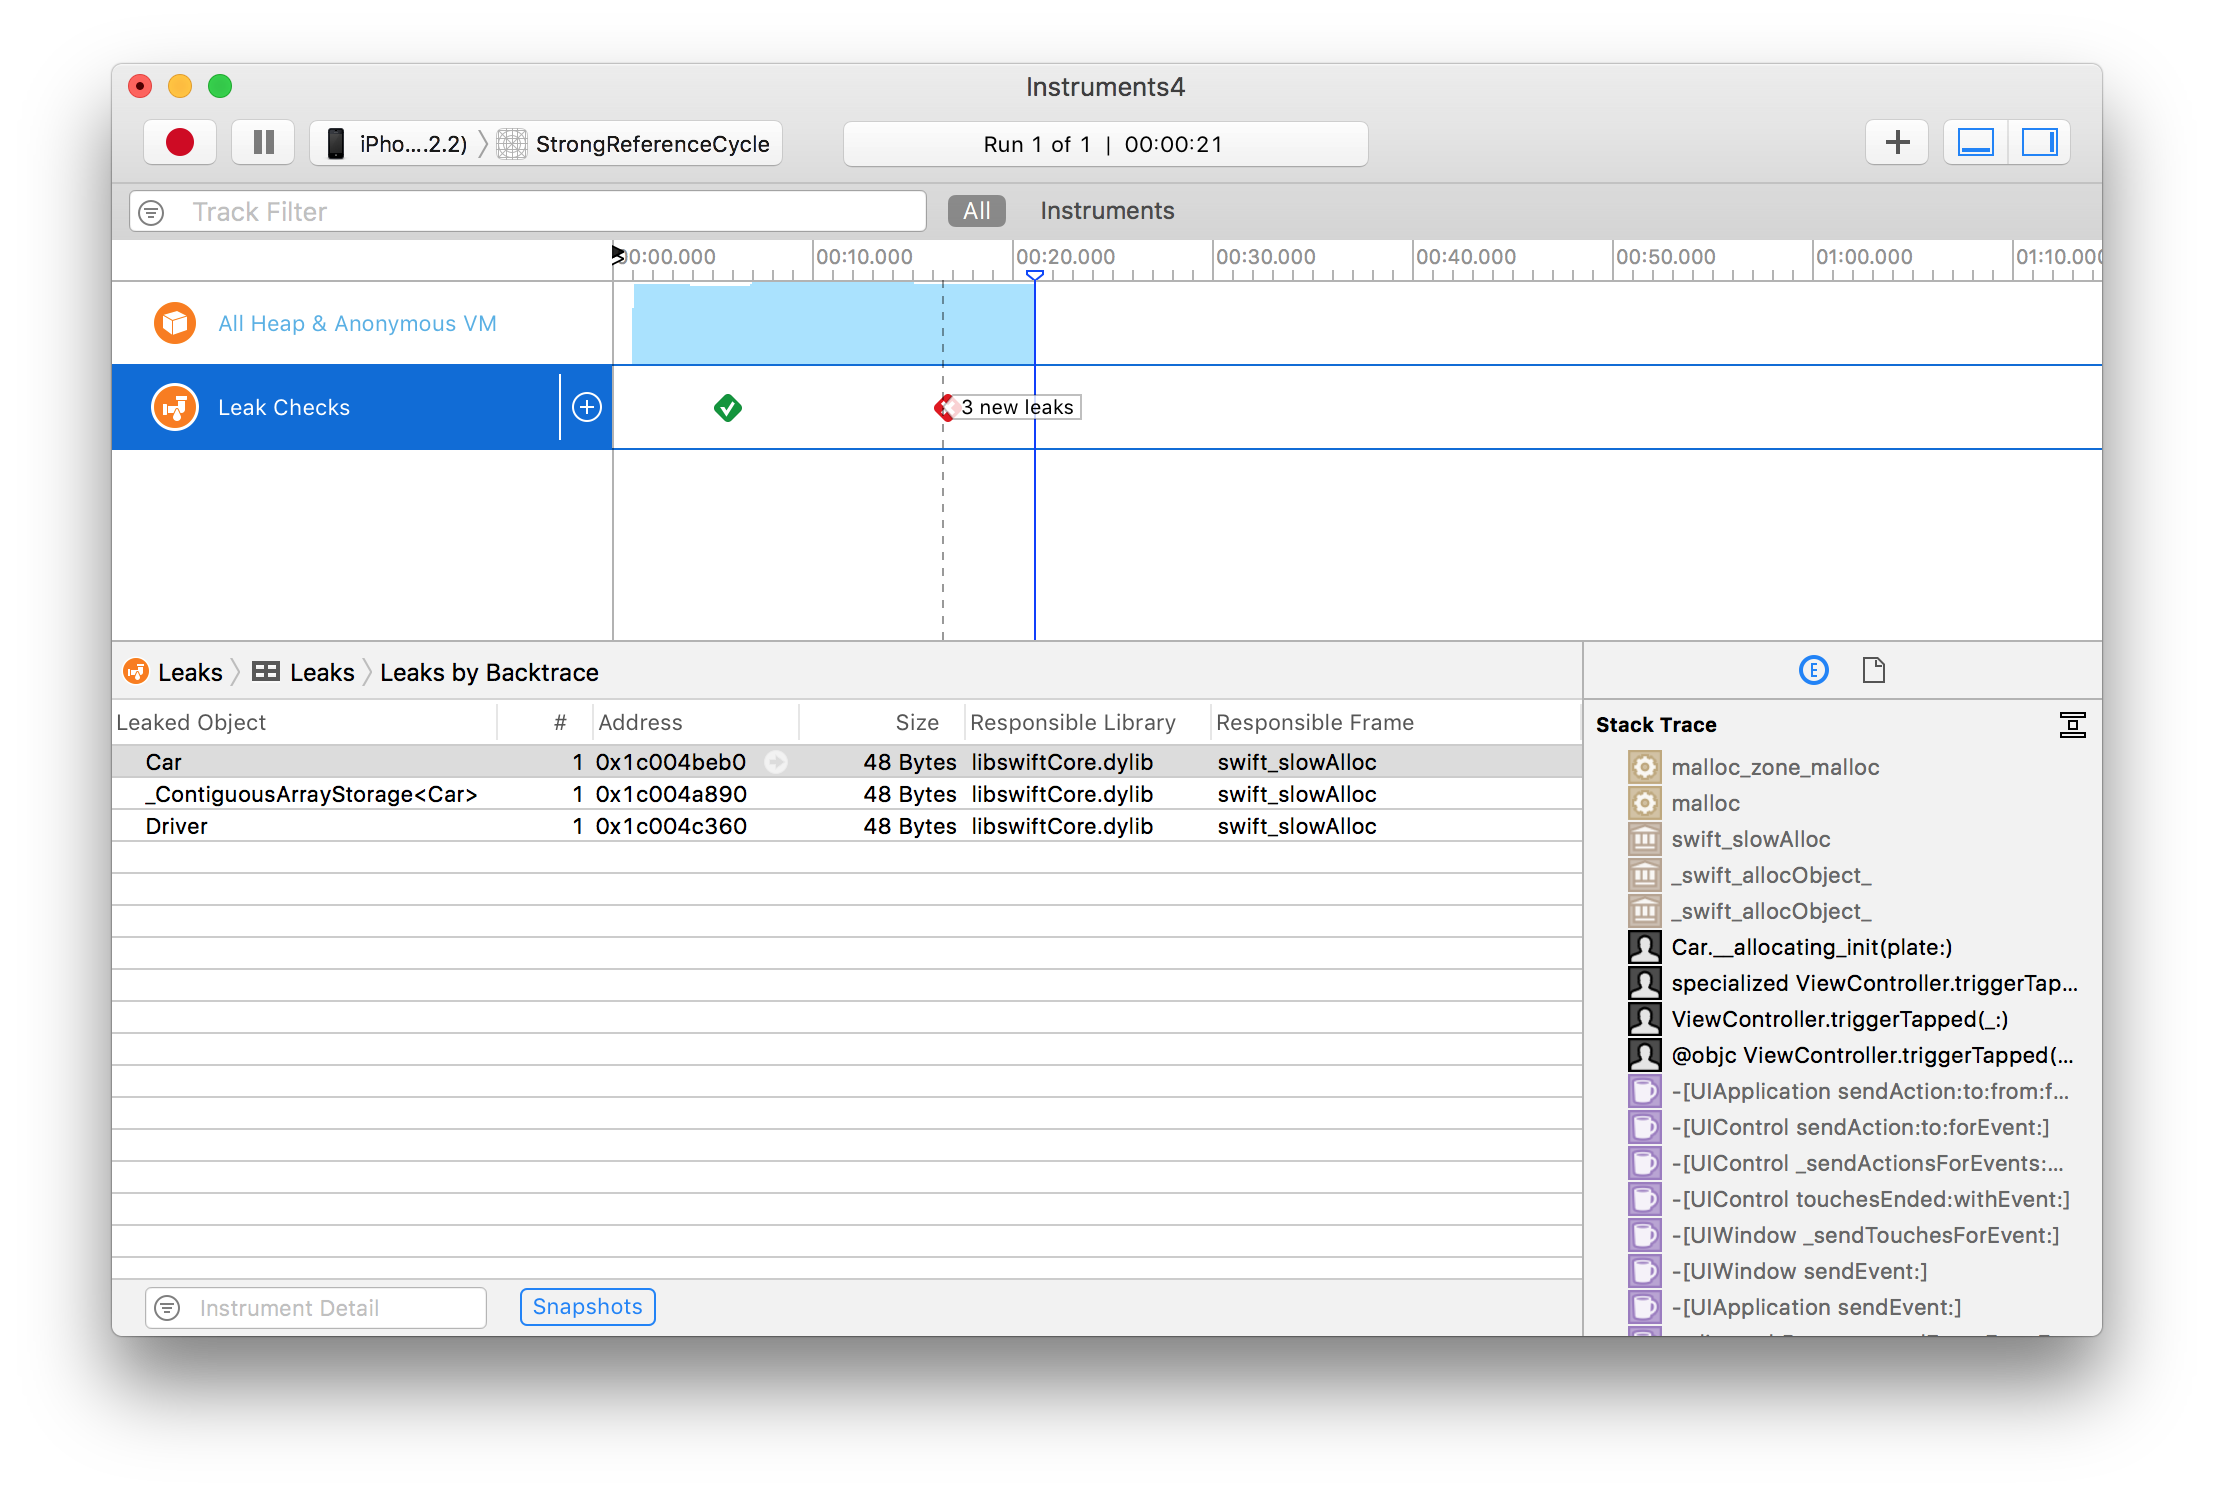 Instruments4
iPho....2.2) StrongReferenceCycle
Run 1 of 1 | 00:00:21
Track Filter
All Instruments
00:00.000 00:10.000 00:20.000 00:30.000 00:40.000 00:50.000 01:00.000 01:10.000
All Heap & Anonymous VM
Leak Checks
3 new leaks
Leaks Leaks Leaks by Backtrace
Leaked Object # Address Size Responsible Library Responsible Frame
Car 1 0x1c004beb0 48 Bytes libswiftCore.dylib swift_slowAlloc
_ContiguousArrayStorage<Car> 1 0x1c004a890 48 Bytes libswiftCore.dylib swift_slowAlloc
Driver 1 0x1c004c360 48 Bytes libswiftCore.dylib swift_slowAlloc
Instrument Detail Snapshots
E
Stack Trace
malloc_zone_malloc
malloc
swift_slowAlloc
_swift_allocObject_
_swift_allocObject_
Car.__allocating_init(plate:)
specialized ViewController.triggerTap...
ViewController.triggerTapped(_:)
@objc ViewController.triggerTapped(...
-[UIApplication sendAction:to:from:f...
-[UIControl sendAction:to:forEvent:]
-[UIControl _sendActionsForEvents:...
-[UIControl touchesEnded:withEvent:]
-[UIWindow _sendTouchesForEvent:]
-[UIWindow sendEvent:]
-[UIApplication sendEvent:]